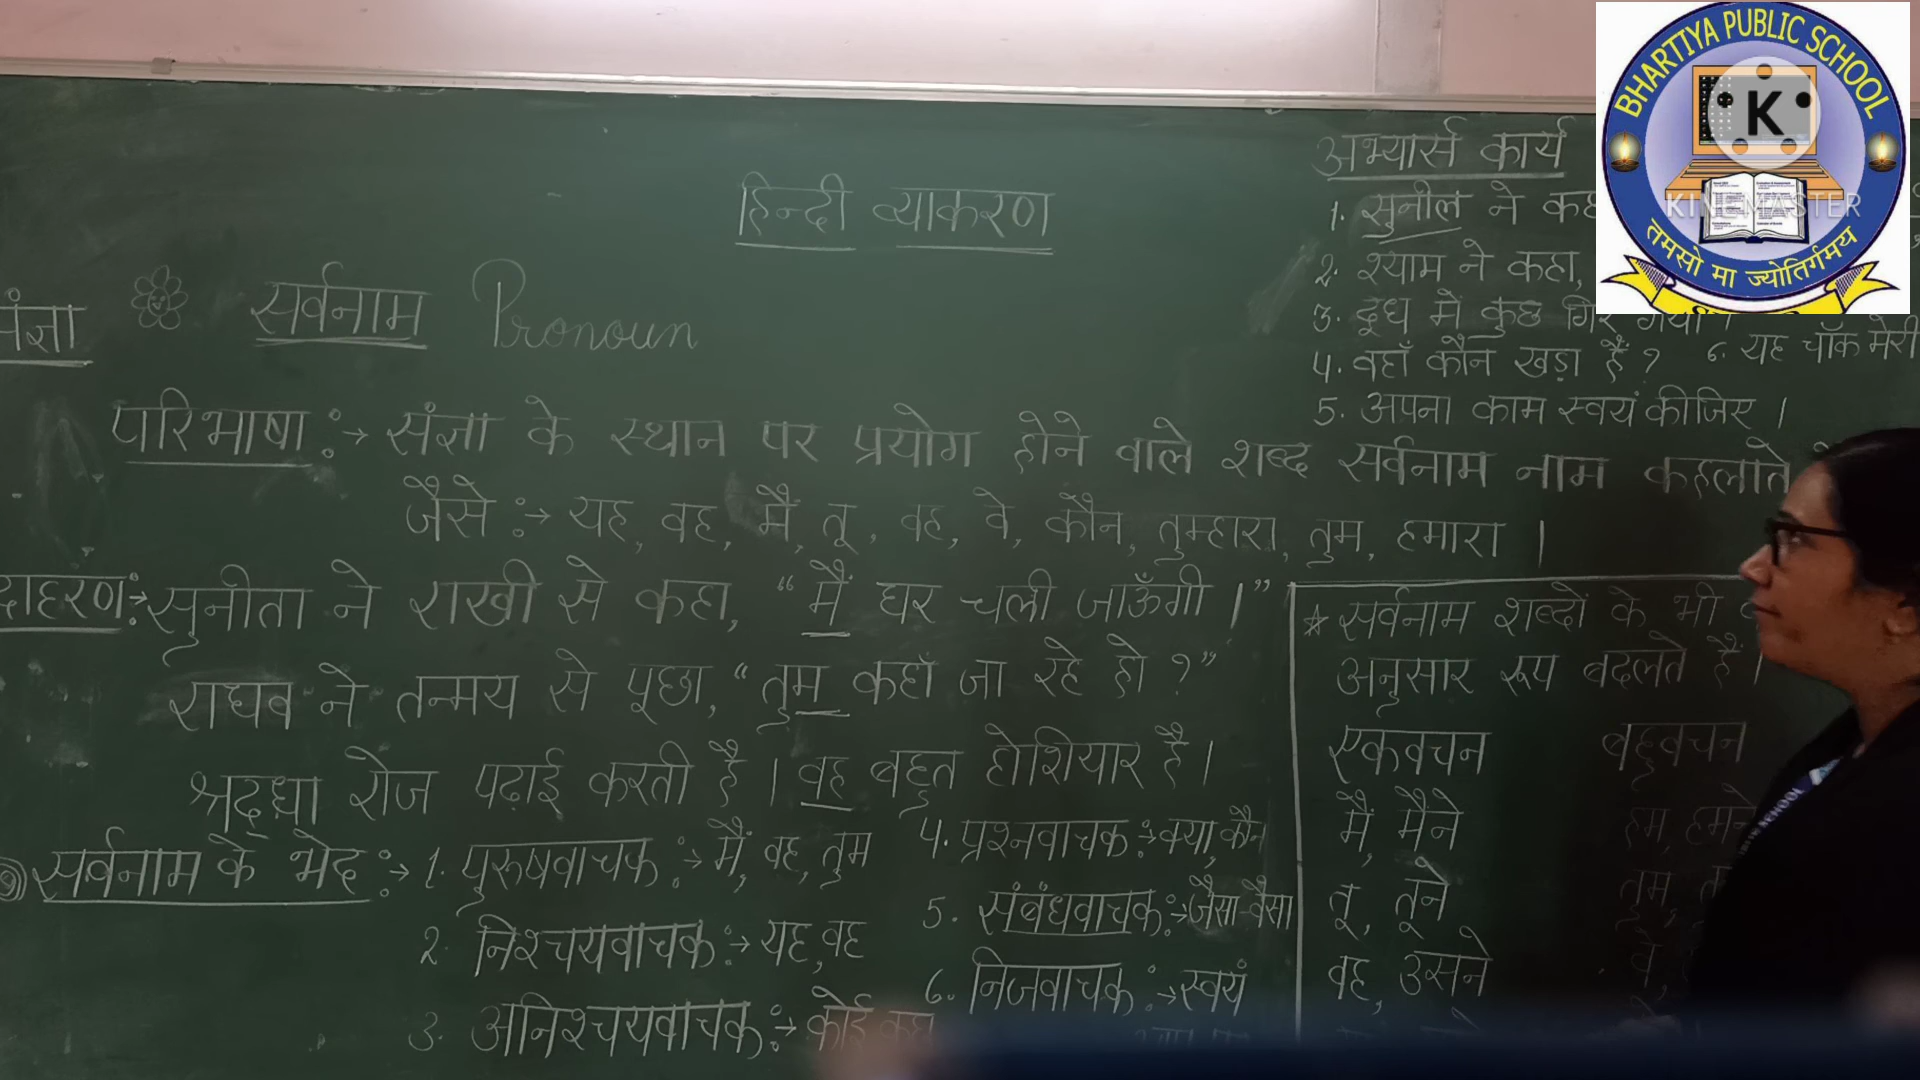 हिन्दी व्याकरण
संज्ञा
सर्वनाम Pronoun
परिभाषा :→ संज्ञा के स्थान पर प्रयोग होने वाले शब्द सर्वनाम नाम कहलाते
जैसे :→ यह, वह, मैं, तू, वह, वे, कौन, तुम्हारा, तुम, हमारा ।
दाहरण:→ सुनीता ने राखी से कहा, “मैं घर चली जाऊँगी ।”
राघव ने तन्मय से पूछा, “तुम कहाँ जा रहे हो ?”
श्रद्धा रोज पढ़ाई करती है । वह बहुत होशियार है ।
सर्वनाम के भेद :→ 1. पुरूषवाचक :→ मैं, वह, तुम
2. निश्चयवाचक :→ यह, वह
3. अनिश्चयवाचक :→ कोई कुछ
4. प्रश्नवाचक :→ क्या, कौन
5. संबंधवाचक :→ जैसा-वैसा
6. निजवाचक :→ स्वयं
अभ्यार्स कार्य
1. सुनील ने कह
2. श्याम ने कहा,
3. दूध में कुछ गिर गया ।
4. वहाँ कौन खड़ा हैं ?
5. अपना काम स्वयं कीजिए ।
6. यह चॉक मेरी
★ सर्वनाम शब्दों के भी
अनुसार रूप बदलते है ।
एकवचन बहुवचन
मैं, मैंने हम, हमने
तू, तूने तुम,
वह, उसने वे,
BHARTIYA PUBLIC SCHOOL
K
KINEMASTER
तमसो मा ज्योतिर्गमय